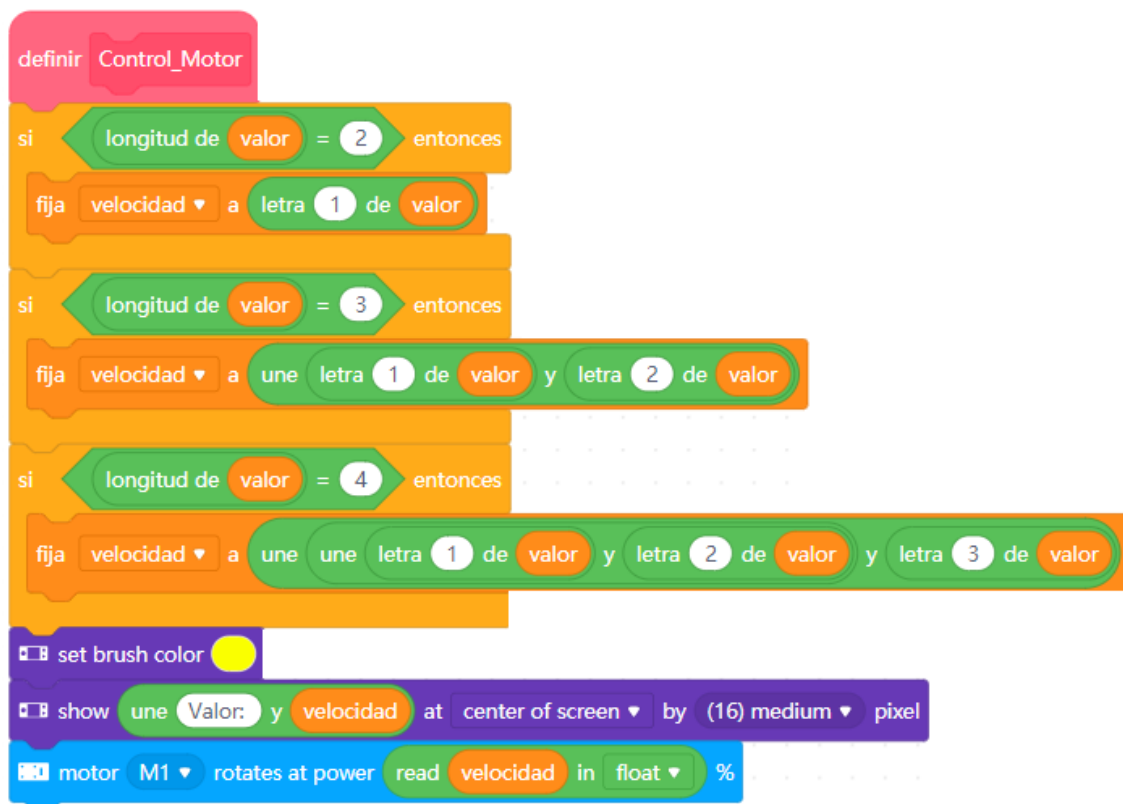 definir Control_Motor
si longitud de valor = 2 entonces
fija velocidad a letra 1 de valor
si longitud de valor = 3 entonces
fija velocidad a une letra 1 de valor y letra 2 de valor
si longitud de valor = 4 entonces
fija velocidad a une une letra 1 de valor y letra 2 de valor y letra 3 de valor
set brush color
show une Valor: y velocidad at center of screen by (16) medium pixel
motor M1 rotates at power read velocidad in float %